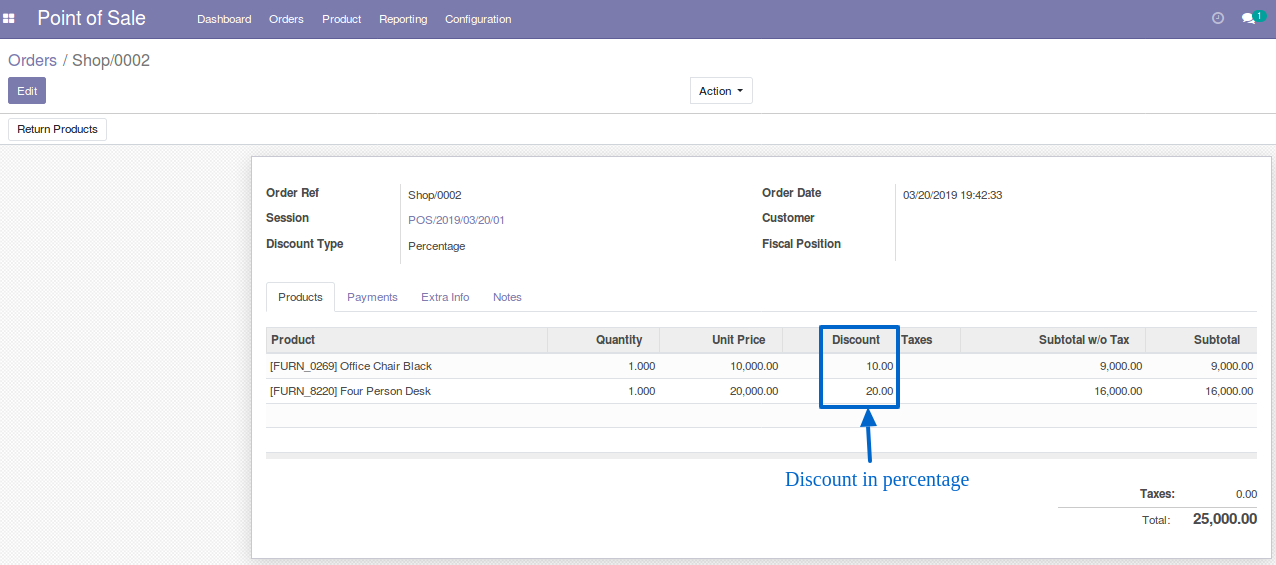 Point of Sale Dashboard Orders Product Reporting Configuration 1
Orders / Shop/0002
Edit Action
Return Products
Order Ref Shop/0002 Order Date 03/20/2019 19:42:33
Session POS/2019/03/20/01 Customer
Discount Type Percentage Fiscal Position
Products Payments Extra Info Notes
Product Quantity Unit Price Discount Taxes Subtotal w/o Tax Subtotal
[FURN_0269] Office Chair Black 1.000 10,000.00 10.00 9,000.00 9,000.00
[FURN_8220] Four Person Desk 1.000 20,000.00 20.00 16,000.00 16,000.00
Discount in percentage
Taxes: 0.00
Total: 25,000.00